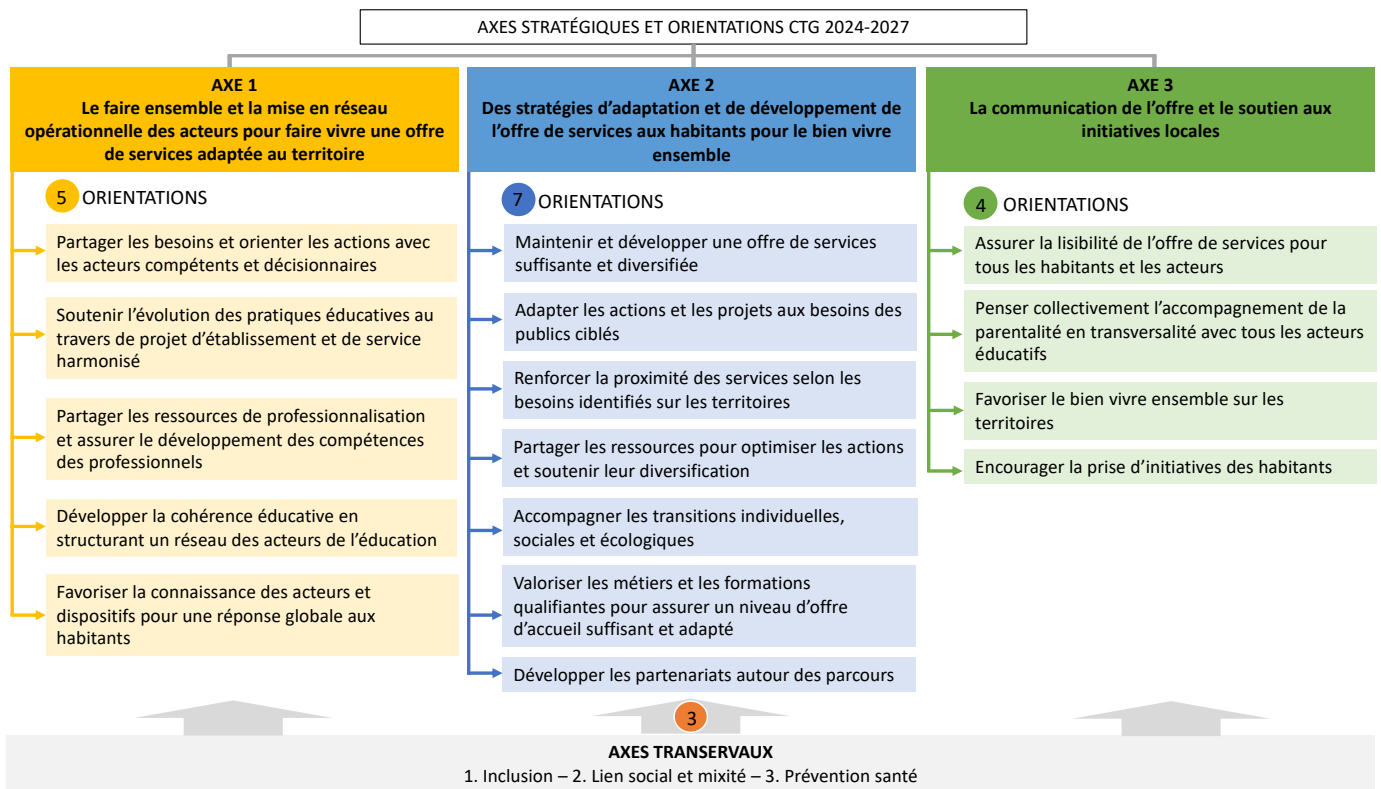 AXES STRATÉGIQUES ET ORIENTATIONS CTG 2024-2027
AXE 1
Le faire ensemble et la mise en réseau
opérationnelle des acteurs pour faire vivre une offre
de services adaptée au territoire
5 ORIENTATIONS
Partager les besoins et orienter les actions avec
les acteurs compétents et décisionnaires
Soutenir l’évolution des pratiques éducatives au
travers de projet d’établissement et de service
harmonisé
Partager les ressources de professionnalisation
et assurer le développement des compétences
des professionnels
Développer la cohérence éducative en
structurant un réseau des acteurs de l’éducation
Favoriser la connaissance des acteurs et
dispositifs pour une réponse globale aux
habitants
AXE 2
Des stratégies d’adaptation et de développement de
l’offre de services aux habitants pour le bien vivre
ensemble
7 ORIENTATIONS
Maintenir et développer une offre de services
suffisante et diversifiée
Adapter les actions et les projets aux besoins des
publics ciblés
Renforcer la proximité des services selon les
besoins identifiés sur les territoires
Partager les ressources pour optimiser les actions
et soutenir leur diversification
Accompagner les transitions individuelles,
sociales et écologiques
Valoriser les métiers et les formations
qualifiantes pour assurer un niveau d’offre
d’accueil suffisant et adapté
Développer les partenariats autour des parcours
AXE 3
La communication de l’offre et le soutien aux
initiatives locales
4 ORIENTATIONS
Assurer la lisibilité de l’offre de services pour
tous les habitants et les acteurs
Penser collectivement l’accompagnement de la
parentalité en transversalité avec tous les acteurs
éducatifs
Favoriser le bien vivre ensemble sur les
territoires
Encourager la prise d’initiatives des habitants
3
AXES TRANSERVAUX
1. Inclusion – 2. Lien social et mixité – 3. Prévention santé